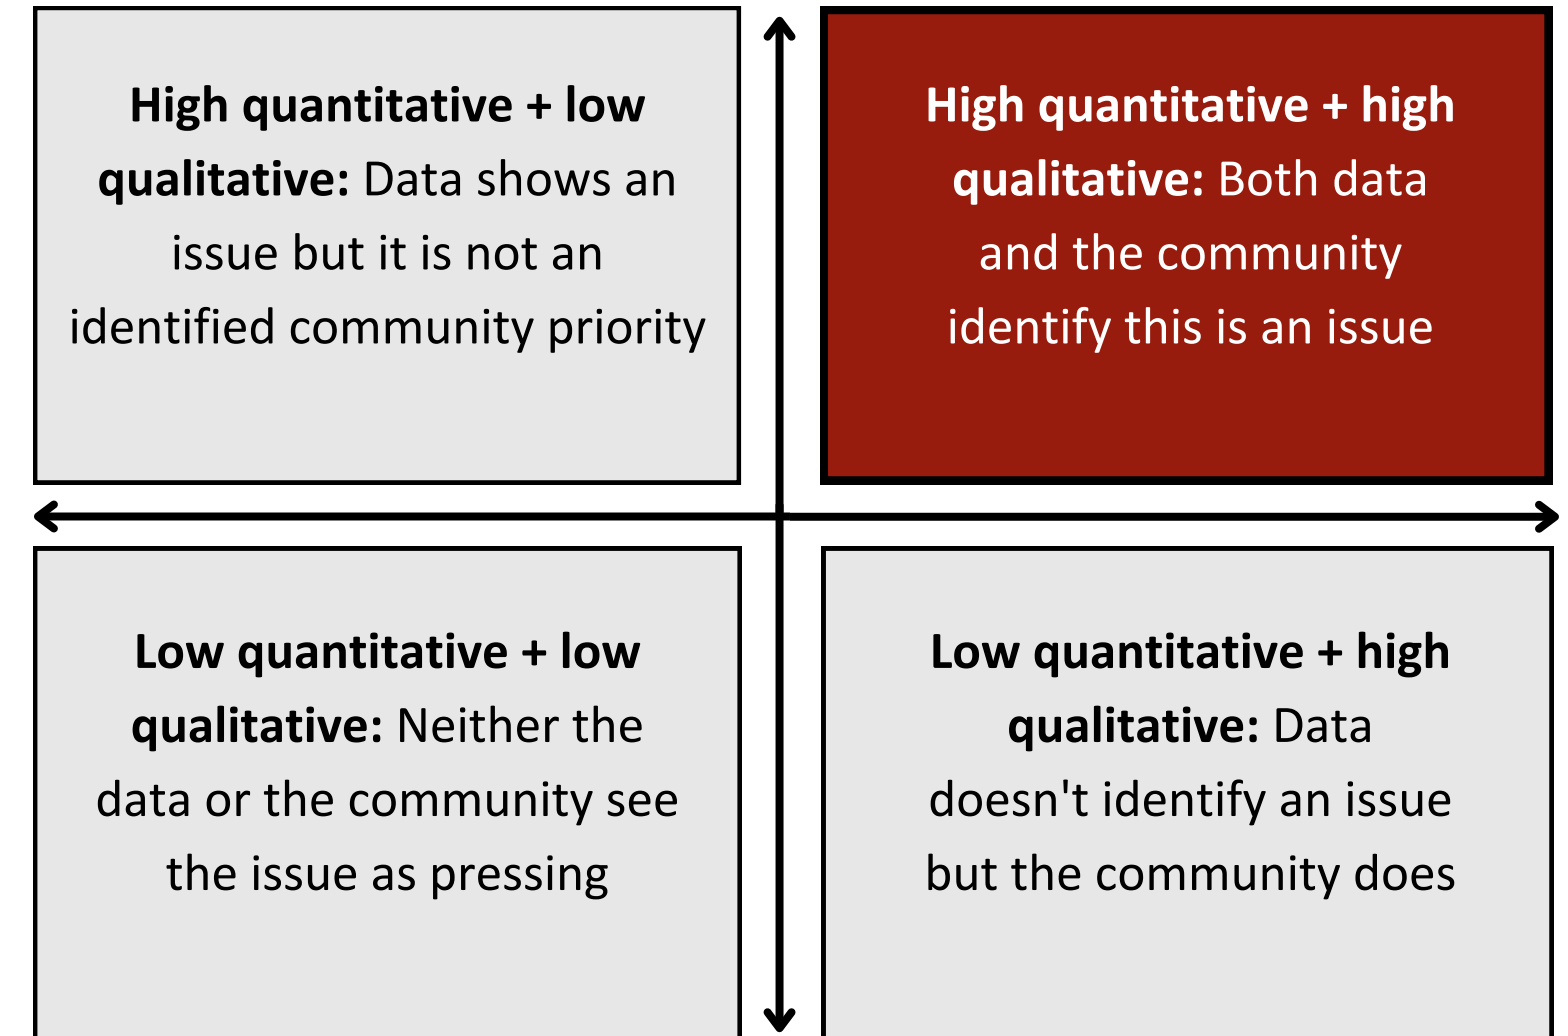 High quantitative + low
qualitative: Data shows an
issue but it is not an
identified community priority
High quantitative + high
qualitative: Both data
and the community
identify this is an issue
Low quantitative + low
qualitative: Neither the
data or the community see
the issue as pressing
Low quantitative + high
qualitative: Data
doesn't identify an issue
but the community does